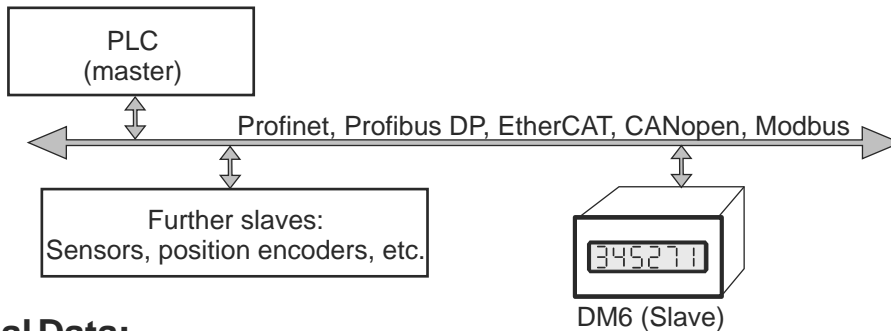 PLC
(master)
Profinet, Profibus DP, EtherCAT, CANopen, Modbus
Further slaves:
Sensors, position encoders, etc.
345271
DM6 (Slave)